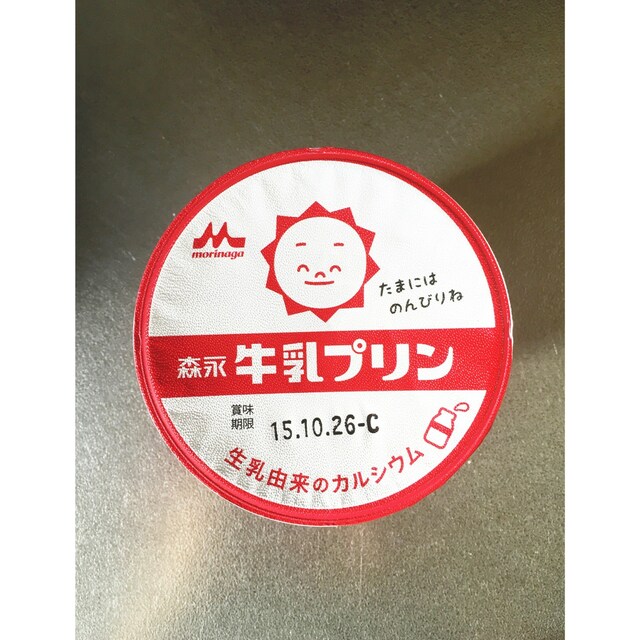 morinaga
たまには
のんびりね
森永 牛乳プリン
賞味
期限
15.10.26-C
生乳由来のカルシウム